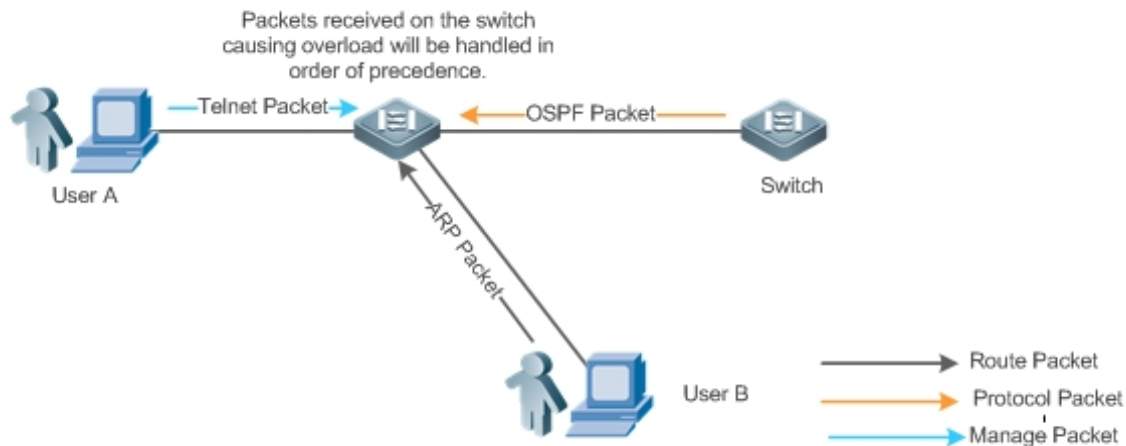 Packets received on the switch
causing overload will be handled in
order of precedence.
Telnet Packet
OSPF Packet
User A
Switch
ARP Packet
User B
Route Packet
Protocol Packet
Manage Packet